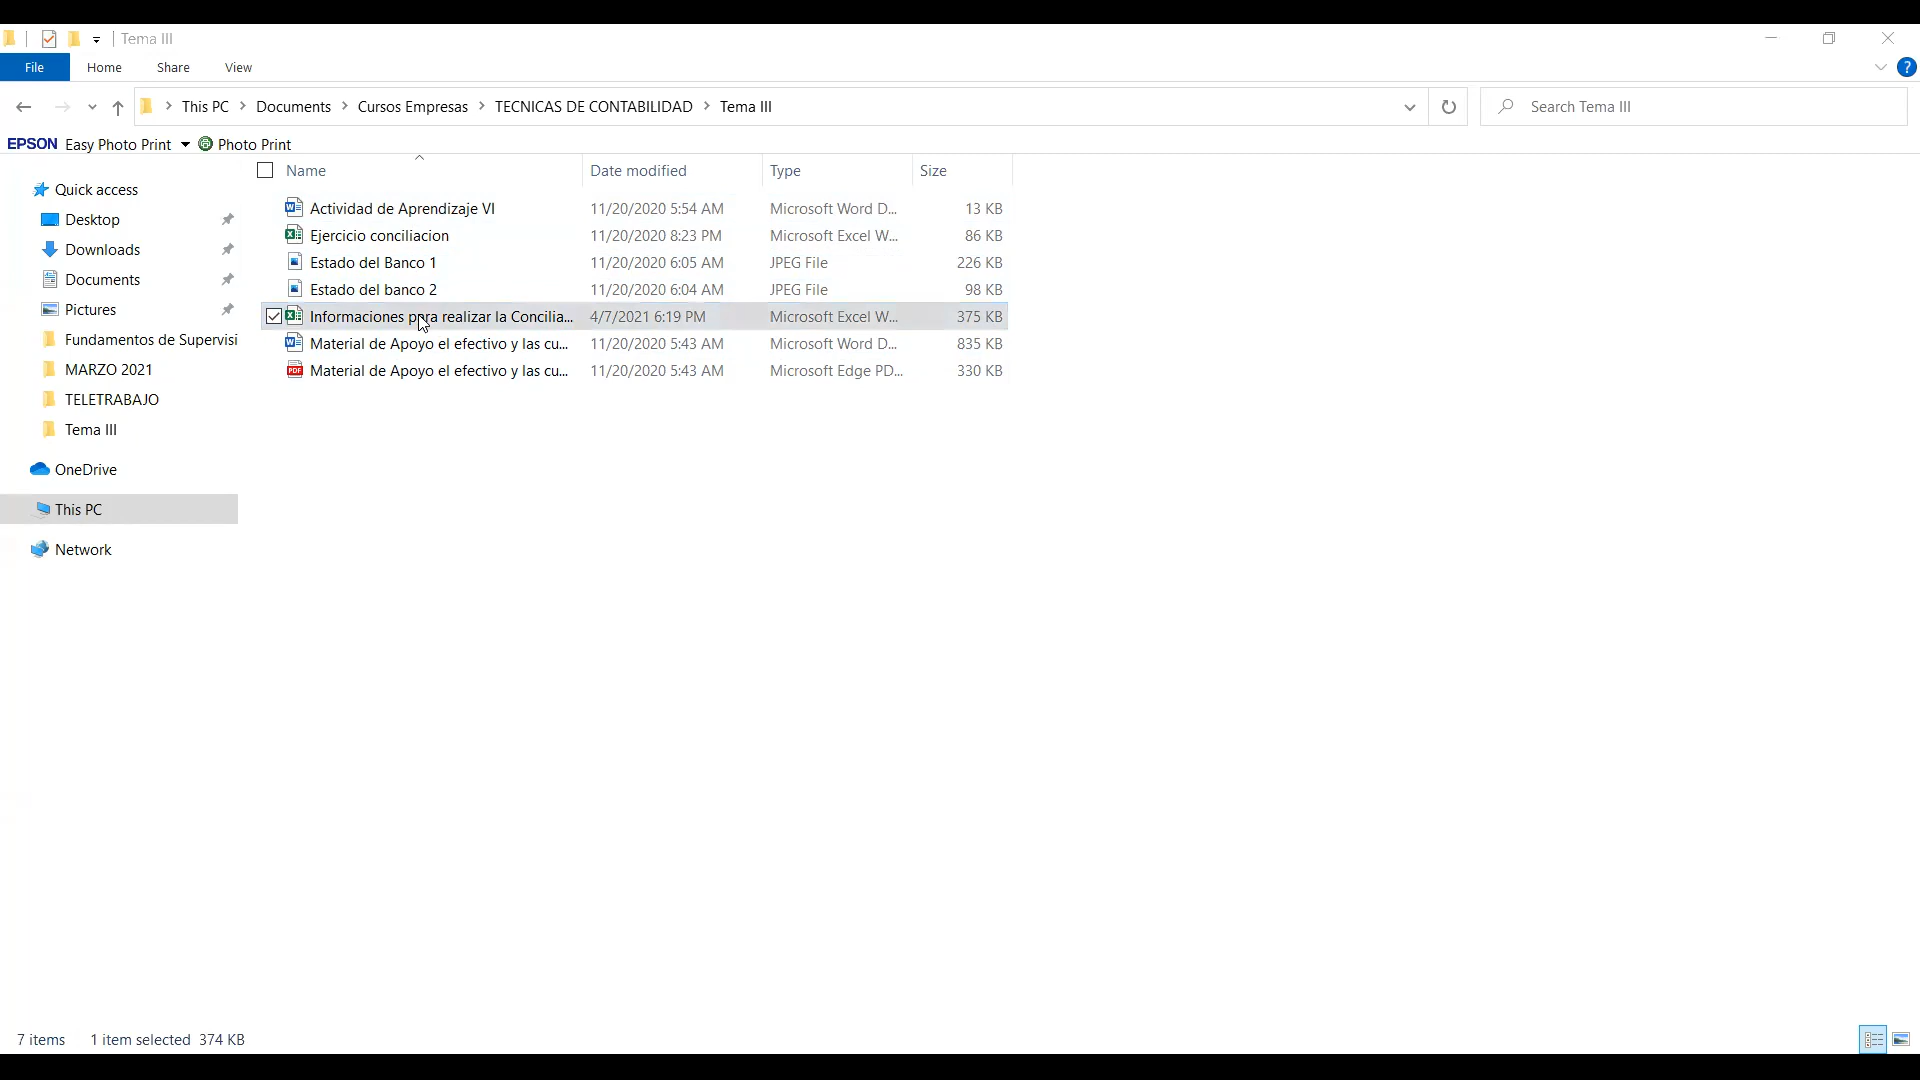 Tema III
File Home Share View
?
This PC Documents Cursos Empresas TECNICAS DE CONTABILIDAD Tema III
Search Tema III
EPSON Easy Photo Print Photo Print
Name Date modified Type Size
Quick access
Desktop
Downloads
Documents
Pictures
Fundamentos de Supervisi
MARZO 2021
TELETRABAJO
Tema III
OneDrive
This PC
Network
Actividad de Aprendizaje VI 11/20/2020 5:54 AM Microsoft Word D... 13 KB
Ejercicio conciliacion 11/20/2020 8:23 PM Microsoft Excel W... 86 KB
Estado del Banco 1 11/20/2020 6:05 AM JPEG File 226 KB
Estado del banco 2 11/20/2020 6:04 AM JPEG File 98 KB
Informaciones para realizar la Concilia... 4/7/2021 6:19 PM Microsoft Excel W... 375 KB
Material de Apoyo el efectivo y las cu... 11/20/2020 5:43 AM Microsoft Word D... 835 KB
PDF Material de Apoyo el efectivo y las cu... 11/20/2020 5:43 AM Microsoft Edge PD... 330 KB
7 items 1 item selected 374 KB